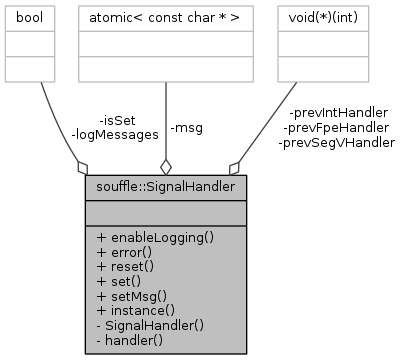 bool
atomic< const char * >
void(*)(int)
-isSet
-logMessages
-msg
-prevIntHandler
-prevFpeHandler
-prevSegVHandler
souffle::SignalHandler
+ enableLogging()
+ error()
+ reset()
+ set()
+ setMsg()
+ instance()
- SignalHandler()
- handler()